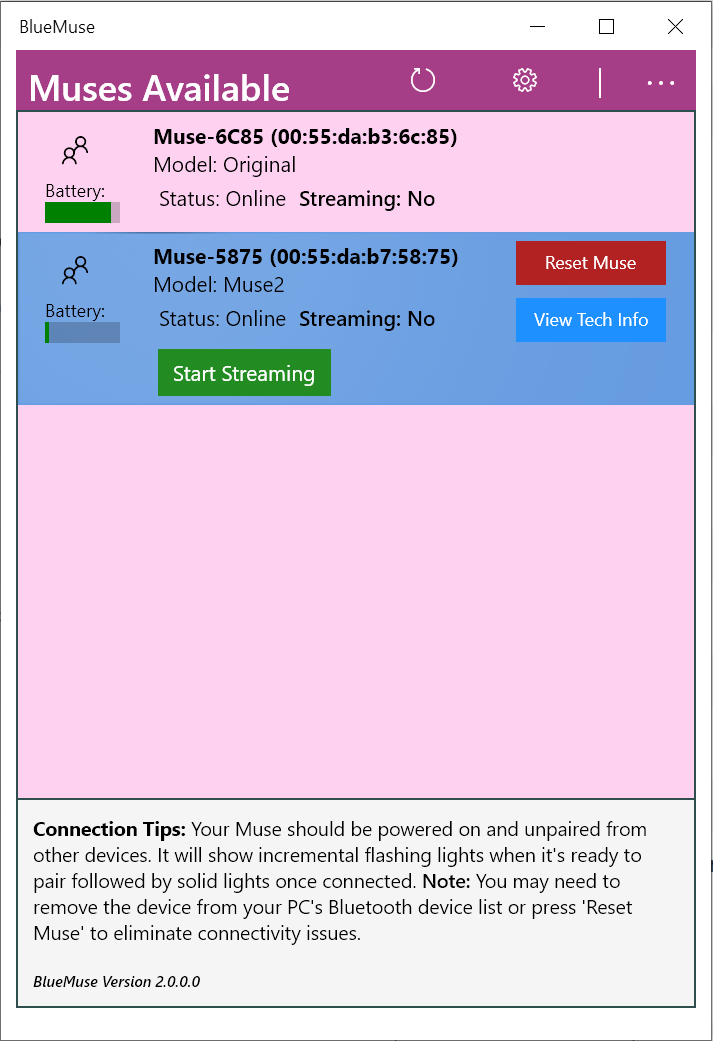 BlueMuse
Muses Available
Muse-6C85 (00:55:da:b3:6c:85)
Model: Original
Battery:
Status: Online Streaming: No
Muse-5875 (00:55:da:b7:58:75)
Reset Muse
Model: Muse2
Battery:
Status: Online Streaming: No
View Tech Info
Start Streaming
Connection Tips: Your Muse should be powered on and unpaired from
other devices. It will show incremental flashing lights when it's ready to
pair followed by solid lights once connected. Note: You may need to
remove the device from your PC's Bluetooth device list or press 'Reset
Muse' to eliminate connectivity issues.
BlueMuse Version 2.0.0.0